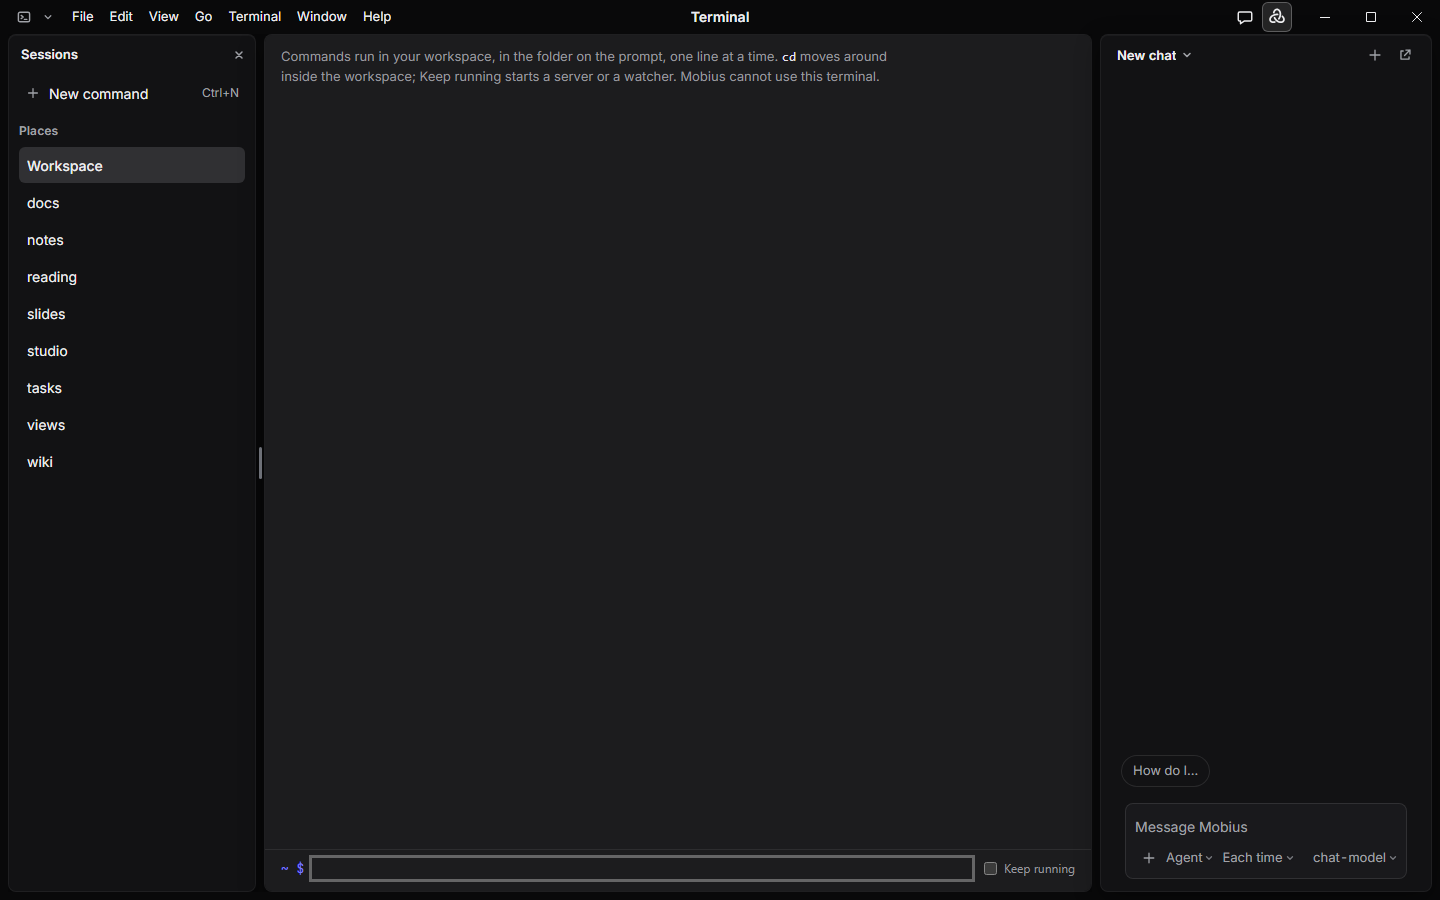 File Edit View Go Terminal Window Help
Terminal
Sessions
New command Ctrl+N
Places
Workspace
docs
notes
reading
slides
studio
tasks
views
wiki
Commands run in your workspace, in the folder on the prompt, one line at a time. cd moves around
inside the workspace; Keep running starts a server or a watcher. Mobius cannot use this terminal.
~ $
Keep running
New chat
How do I...
Message Mobius
Agent Each time chat-model